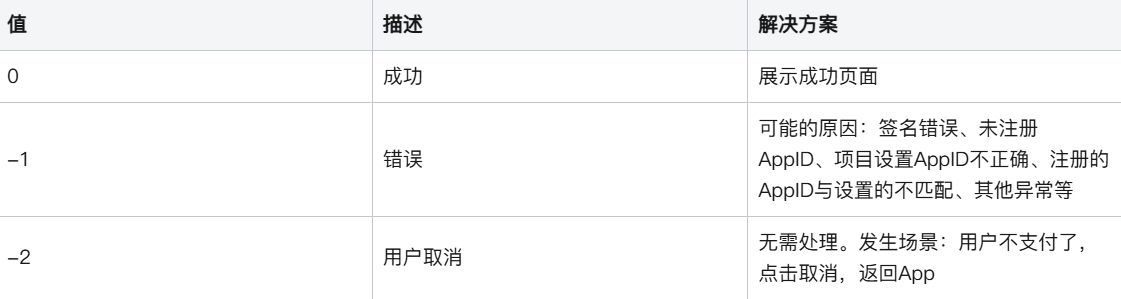 值 描述 解决方案
0 成功 展示成功页面
-1 错误 可能的原因：签名错误、未注册
AppID、项目设置AppID不正确、注册的
AppID与设置的不匹配、其他异常等
-2 用户取消 无需处理。发生场景：用户不支付了，
点击取消，返回App